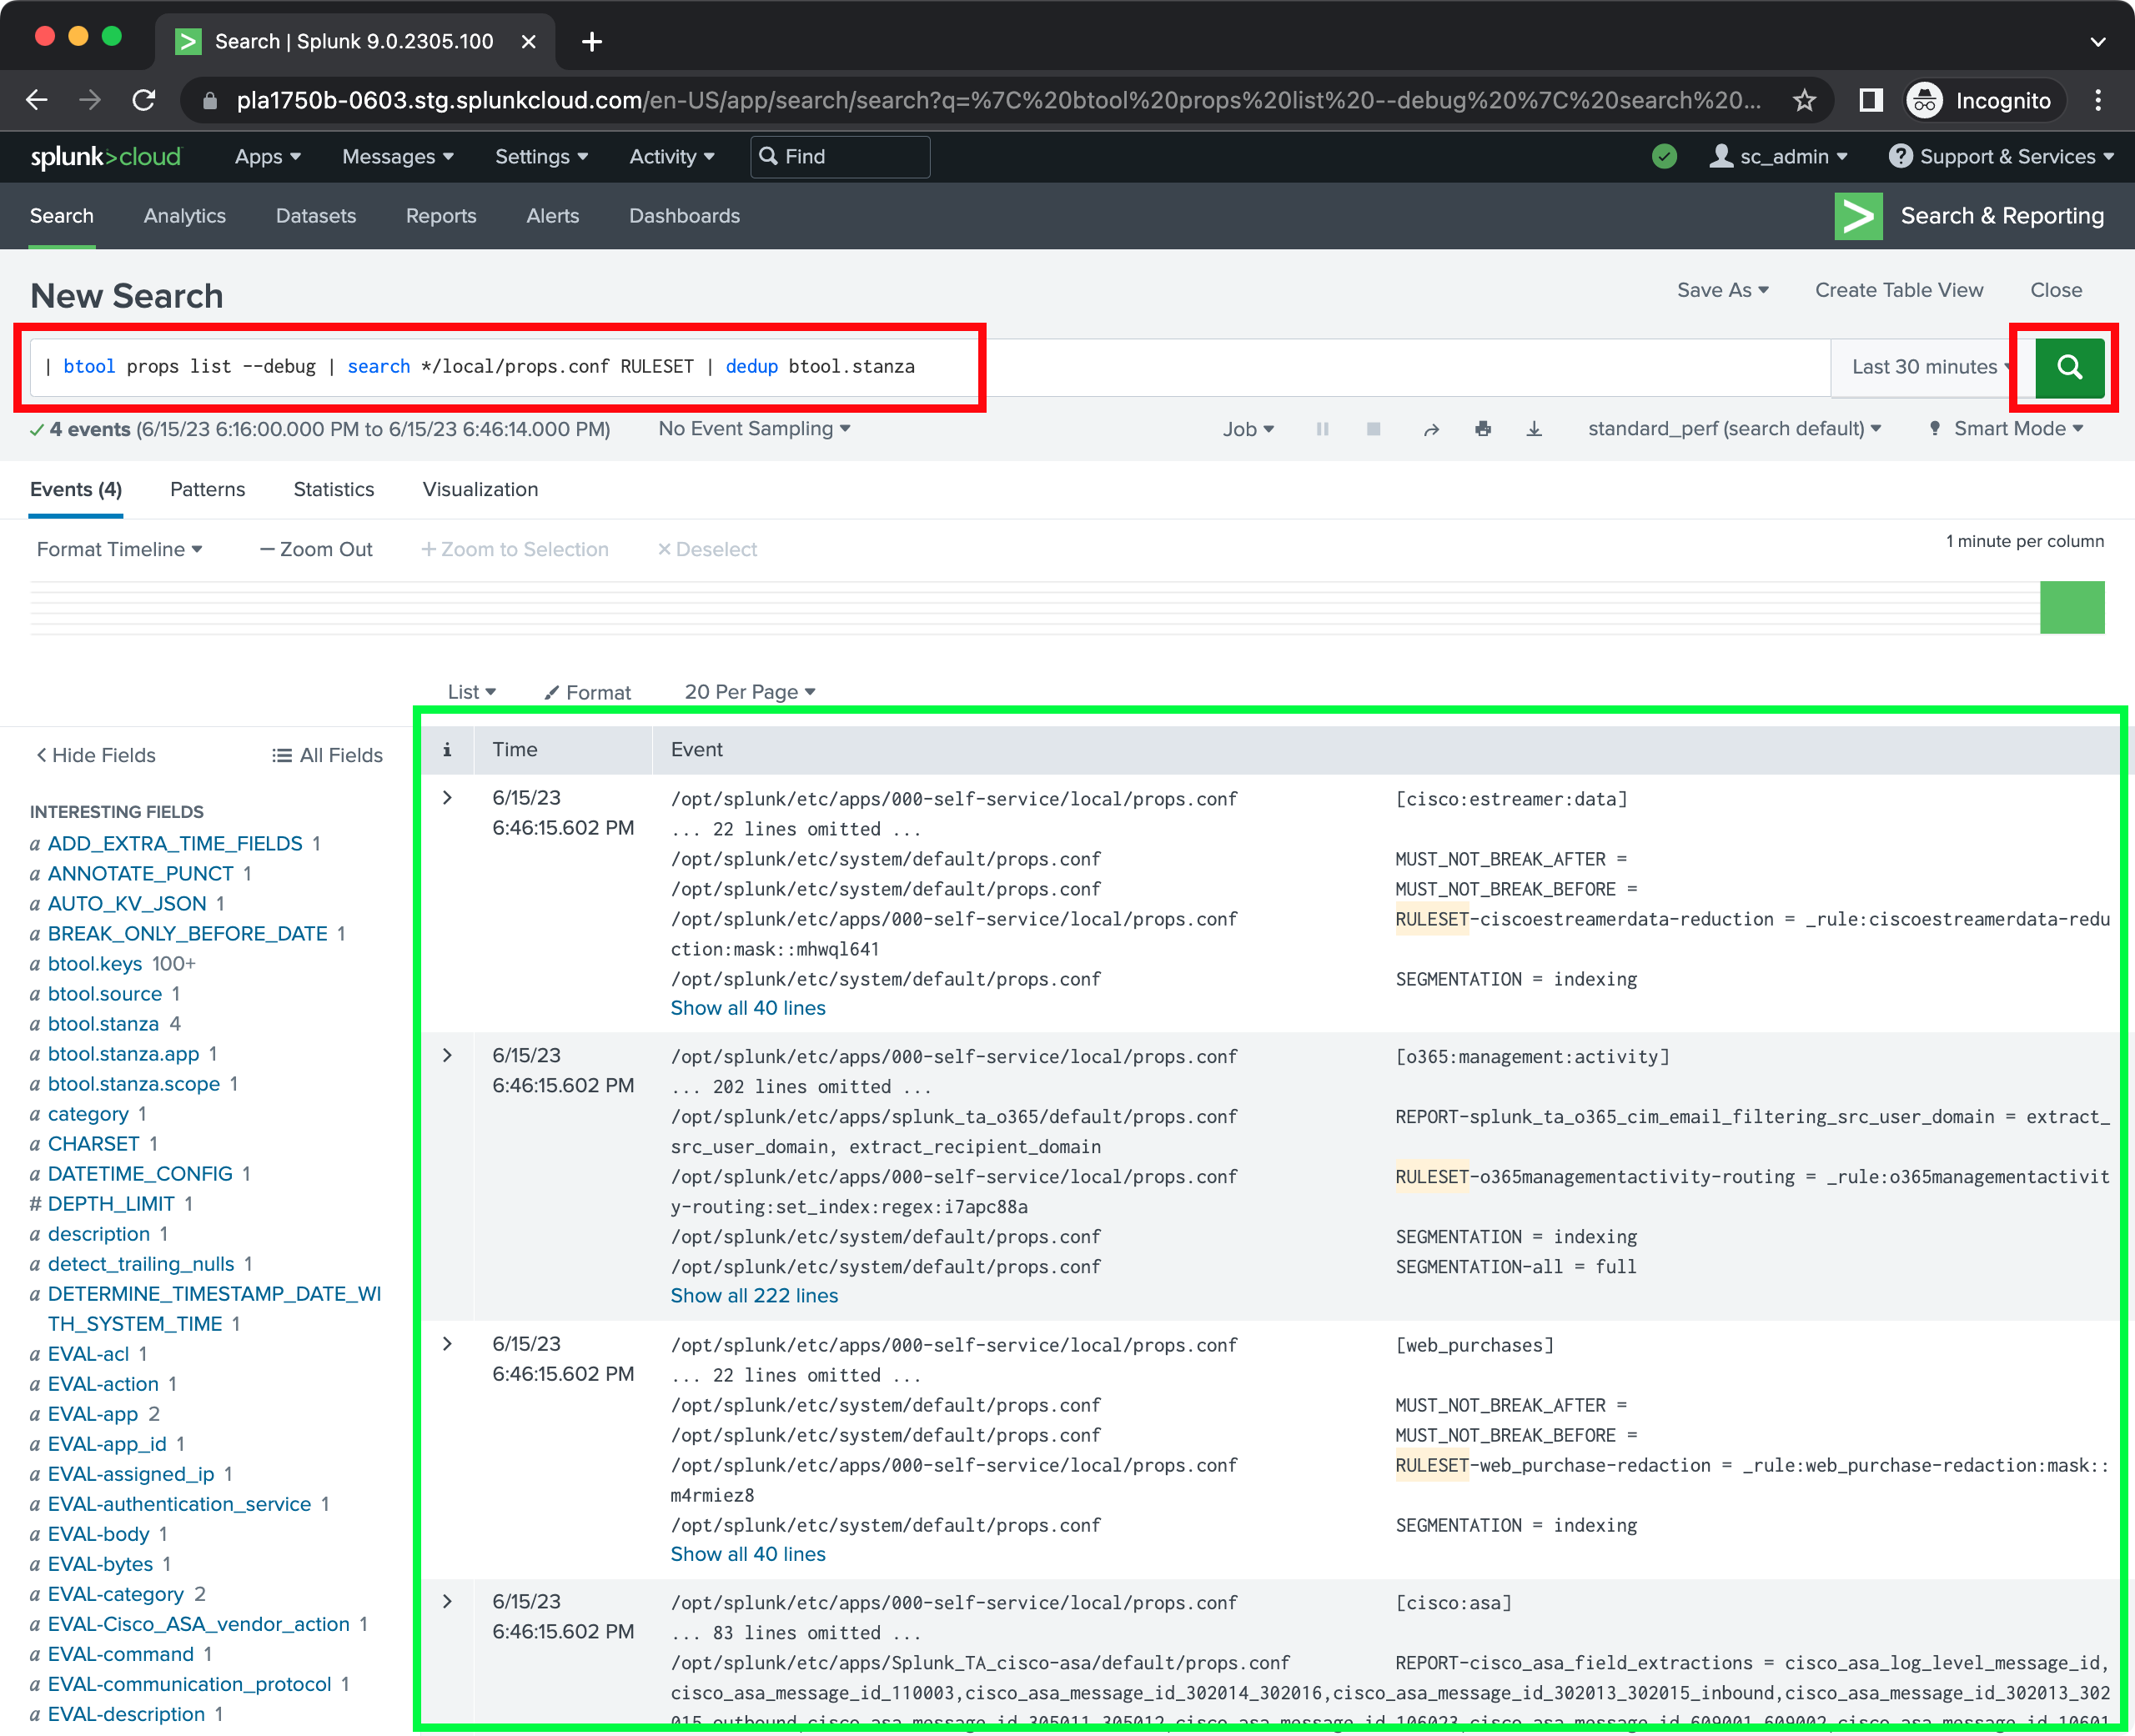 Search | Splunk 9.0.2305.100
pla1750b-0603.stg.splunkcloud.com/en-US/app/search/search?q=%7C%20btool%20props%20list%20--debug%20%7C%20search%20...
Incognito
splunk>cloud
Apps
Messages
Settings
Activity
Find
sc_admin
Support & Services
Search
Analytics
Datasets
Reports
Alerts
Dashboards
Search & Reporting
New Search
Save As
Create Table View
Close
| btool props list --debug | search */local/props.conf RULESET | dedup btool.stanza
Last 30 minutes
4 events (6/15/23 6:16:00.000 PM to 6/15/23 6:46:14.000 PM)
No Event Sampling
Job
standard_perf (search default)
Smart Mode
Events (4)
Patterns
Statistics
Visualization
Format Timeline
— Zoom Out
+ Zoom to Selection
× Deselect
1 minute per column
List
Format
20 Per Page
< Hide Fields
All Fields
INTERESTING FIELDS
a ADD_EXTRA_TIME_FIELDS 1
a ANNOTATE_PUNCT 1
a AUTO_KV_JSON 1
a BREAK_ONLY_BEFORE_DATE 1
a btool.keys 100+
a btool.source 1
a btool.stanza 4
a btool.stanza.app 1
a btool.stanza.scope 1
a category 1
a CHARSET 1
a DATETIME_CONFIG 1
# DEPTH_LIMIT 1
a description 1
a detect_trailing_nulls 1
a DETERMINE_TIMESTAMP_DATE_WI
TH_SYSTEM_TIME 1
a EVAL-acl 1
a EVAL-action 1
a EVAL-app 2
a EVAL-app_id 1
a EVAL-assigned_ip 1
a EVAL-authentication_service 1
a EVAL-body 1
a EVAL-bytes 1
a EVAL-category 2
a EVAL-Cisco_ASA_vendor_action 1
a EVAL-command 1
a EVAL-communication_protocol 1
a EVAL-description 1
i
Time
Event
6/15/23
6:46:15.602 PM
/opt/splunk/etc/apps/000-self-service/local/props.conf [cisco:estreamer:data]
... 22 lines omitted ...
/opt/splunk/etc/system/default/props.conf MUST_NOT_BREAK_AFTER =
/opt/splunk/etc/system/default/props.conf MUST_NOT_BREAK_BEFORE =
/opt/splunk/etc/apps/000-self-service/local/props.conf RULESET-ciscoestreamerdata-reduction = _rule:ciscoestreamerdata-redu
ction:mask::mhwql641
/opt/splunk/etc/system/default/props.conf SEGMENTATION = indexing
Show all 40 lines
6/15/23
6:46:15.602 PM
/opt/splunk/etc/apps/000-self-service/local/props.conf [o365:management:activity]
... 202 lines omitted ...
/opt/splunk/etc/apps/splunk_ta_o365/default/props.conf REPORT-splunk_ta_o365_cim_email_filtering_src_user_domain = extract_
src_user_domain, extract_recipient_domain
/opt/splunk/etc/apps/000-self-service/local/props.conf RULESET-o365managementactivity-routing = _rule:o365managementactivit
y-routing:set_index:regex:i7apc88a
/opt/splunk/etc/system/default/props.conf SEGMENTATION = indexing
/opt/splunk/etc/system/default/props.conf SEGMENTATION-all = full
Show all 222 lines
6/15/23
6:46:15.602 PM
/opt/splunk/etc/apps/000-self-service/local/props.conf [web_purchases]
... 22 lines omitted ...
/opt/splunk/etc/system/default/props.conf MUST_NOT_BREAK_AFTER =
/opt/splunk/etc/system/default/props.conf MUST_NOT_BREAK_BEFORE =
/opt/splunk/etc/apps/000-self-service/local/props.conf RULESET-web_purchase-redaction = _rule:web_purchase-redaction:mask::
m4rmiez8
/opt/splunk/etc/system/default/props.conf SEGMENTATION = indexing
Show all 40 lines
6/15/23
6:46:15.602 PM
/opt/splunk/etc/apps/000-self-service/local/props.conf [cisco:asa]
... 83 lines omitted ...
/opt/splunk/etc/apps/Splunk_TA_cisco-asa/default/props.conf REPORT-cisco_asa_field_extractions = cisco_asa_log_level_message_id,
cisco_asa_message_id_110003,cisco_asa_message_id_302014_302016,cisco_asa_message_id_302013_302015_inbound,cisco_asa_message_id_302013_302
015_outbound,cisco_asa_message_id_305011_305012,cisco_asa_message_id_106023,cisco_asa_message_id_609001_609002,cisco_asa_message_id_10601